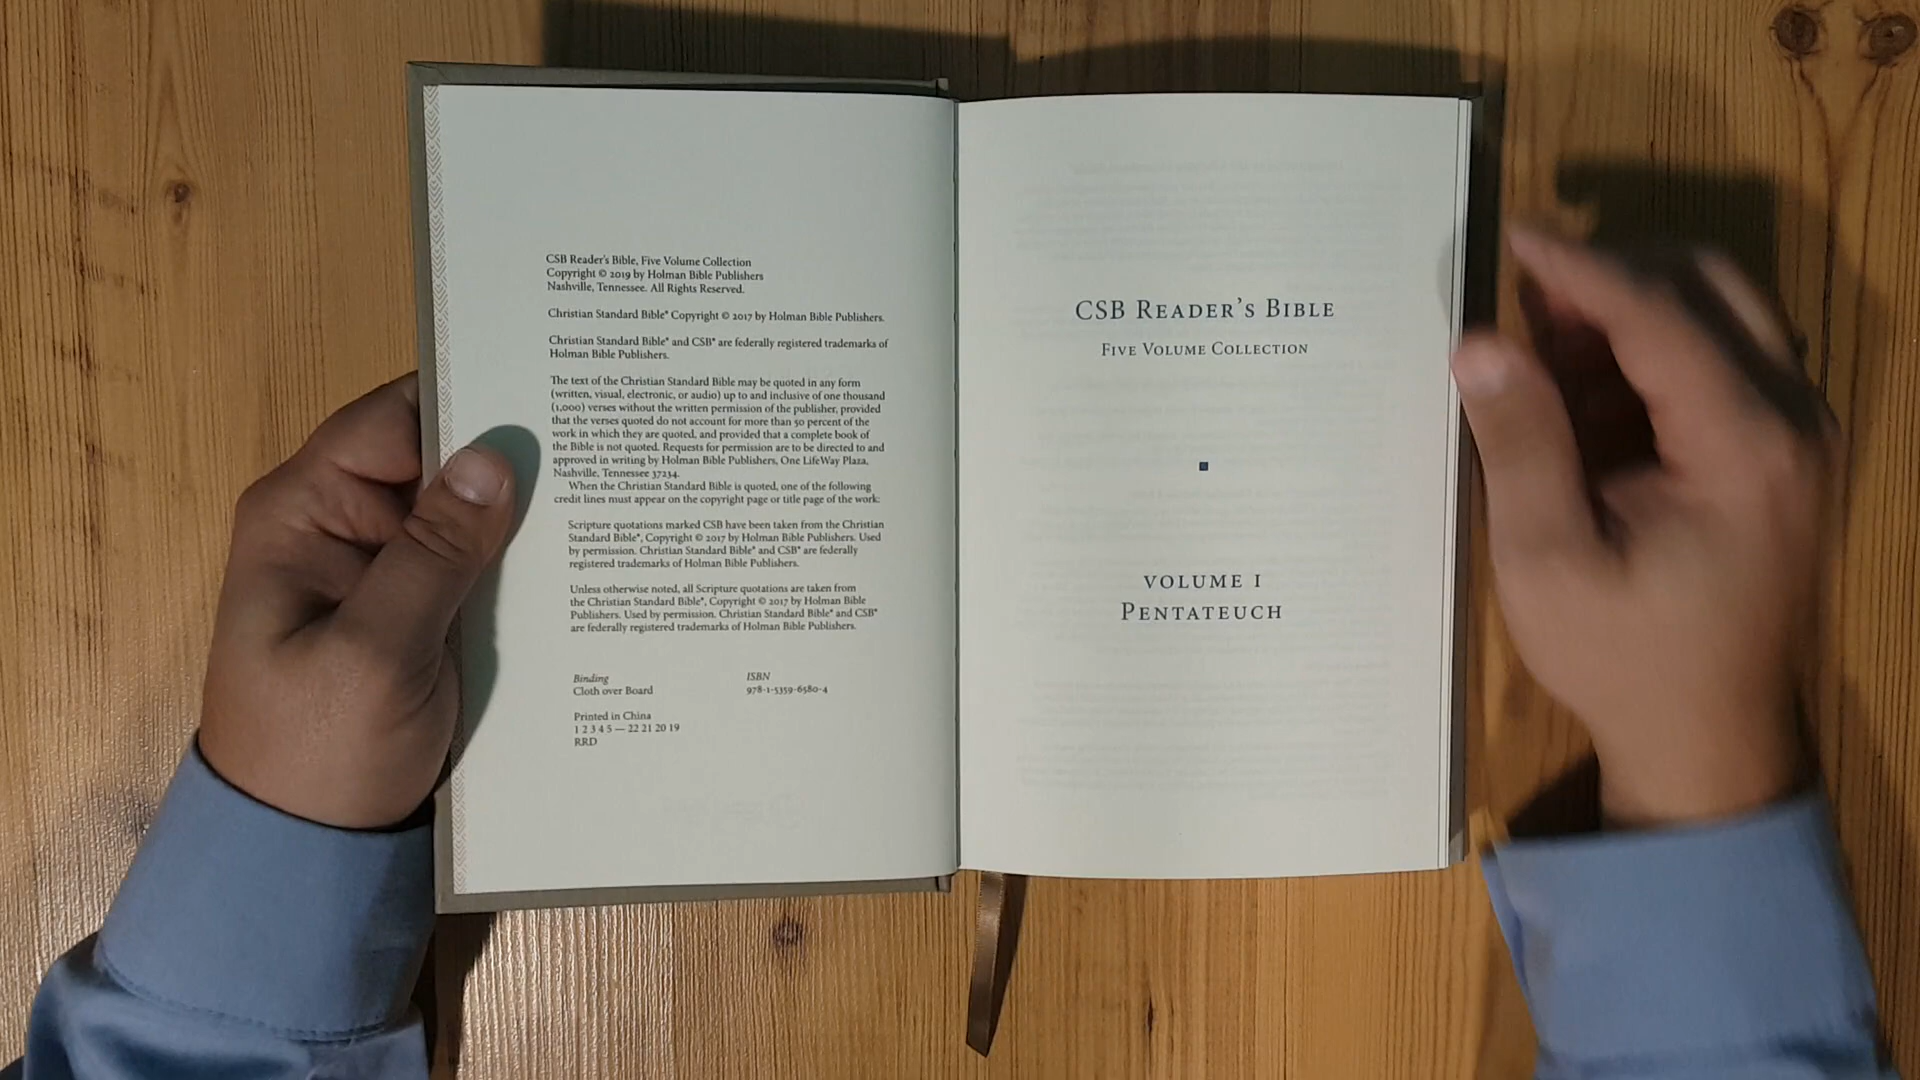 CSB Reader's Bible, Five Volume Collection
Copyright © 2019 by Holman Bible Publishers
Nashville, Tennessee. All Rights Reserved.
Christian Standard Bible® Copyright © 2017 by Holman Bible Publishers.
Christian Standard Bible® and CSB® are federally registered trademarks of
Holman Bible Publishers.
The text of the Christian Standard Bible may be quoted in any form
(written, visual, electronic, or audio) up to and inclusive of one thousand
(1,000) verses without the written permission of the publisher, provided
that the verses quoted do not account for more than 50 percent of the
work in which they are quoted, and provided that a complete book of
the Bible is not quoted. Requests for permission are to be directed to and
approved in writing by Holman Bible Publishers, One LifeWay Plaza,
Nashville, Tennessee 37234.
When the Christian Standard Bible is quoted, one of the following
credit lines must appear on the copyright page or title page of the work:
Scripture quotations marked CSB have been taken from the Christian
Standard Bible®, Copyright © 2017 by Holman Bible Publishers. Used
by permission. Christian Standard Bible® and CSB® are federally
registered trademarks of Holman Bible Publishers.
Unless otherwise noted, all Scripture quotations are taken from
the Christian Standard Bible®, Copyright © 2017 by Holman Bible
Publishers. Used by permission. Christian Standard Bible® and CSB®
are federally registered trademarks of Holman Bible Publishers.
Binding
Cloth over Board
ISBN
978-1-5359-6580-4
Printed in China
1 2 3 4 5 — 22 21 20 19
RRD
CSB Reader's Bible
Five Volume Collection
VOLUME I
Pentateuch